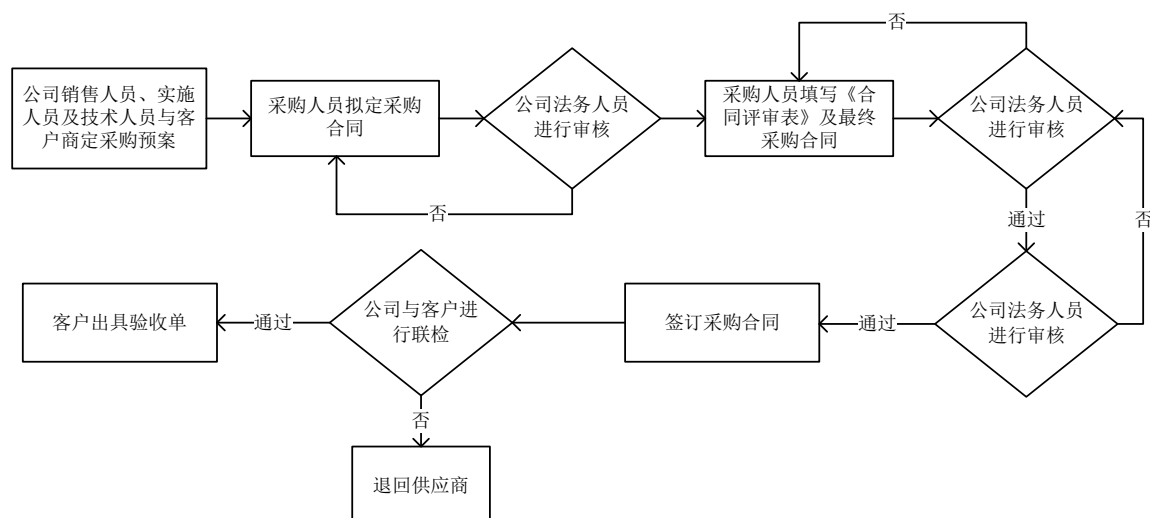 否
公司销售人员、实施
人员及技术人员与客
户商定采购预案
采购人员拟定采购
合同
公司法务人员
进行审核
采购人员填写《合
同评审表》及最终
采购合同
公司法务人员
进行审核
否
通过
否
客户出具验收单
通过
公司与客户进
行联检
签订采购合同
通过
公司法务人员
进行审核
否
退回供应商